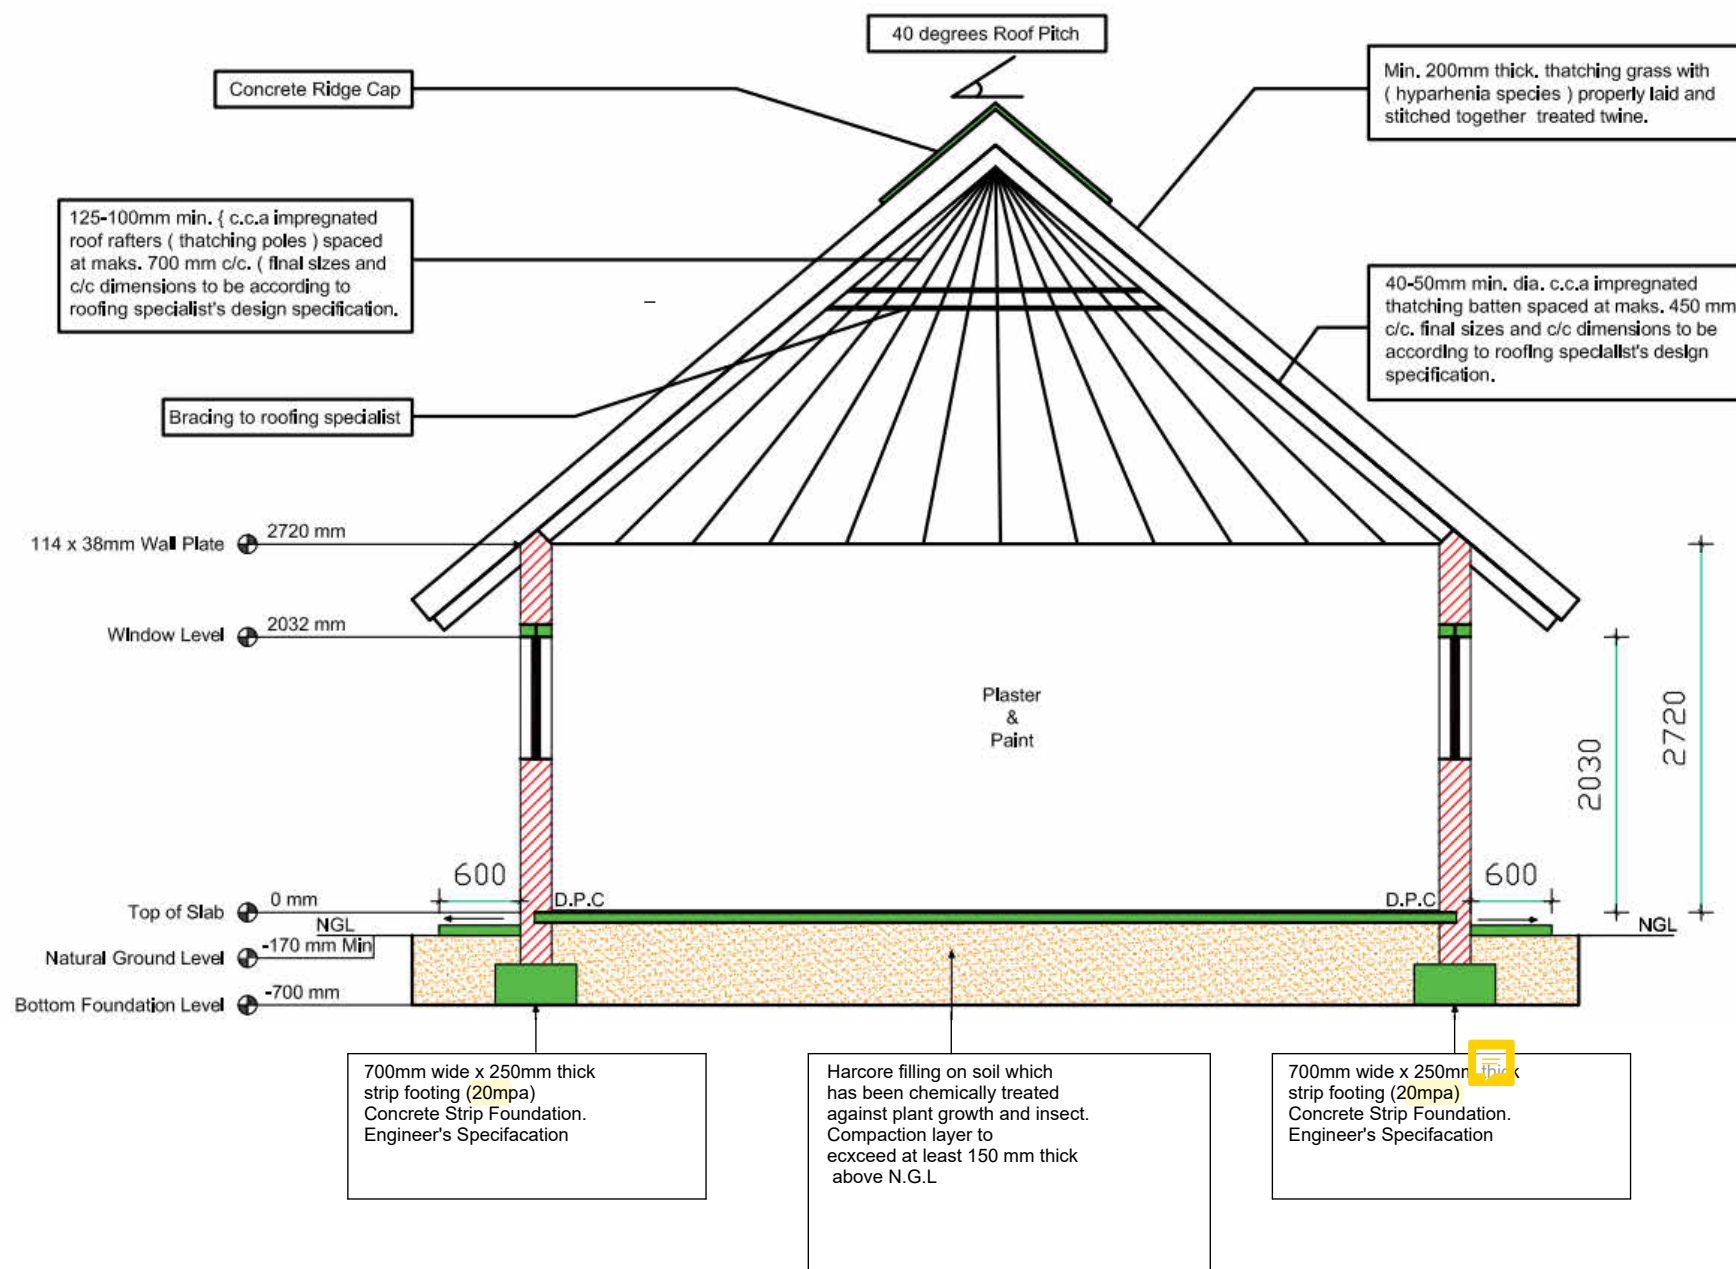 40 degrees Roof Pitch
Concrete Ridge Cap
Min. 200mm thick. thatching grass with
( hyparhenia species ) properly laid and
stitched together treated twine.
125-100mm min. { c.c.a impregnated
roof rafters ( thatching poles ) spaced
at maks. 700 mm c/c. ( final sizes and
c/c dimensions to be according to
roofing specialist's design specification.
40-50mm min. dia. c.c.a impregnated
thatching batten spaced at maks. 450 mm
c/c. final sizes and c/c dimensions to be
according to roofing specialist's design
specification.
Bracing to roofing specialist
114 x 38mm Wall Plate
2720 mm
Window Level
2032 mm
Plaster
&
Paint
2030
2720
600
600
D.P.C
D.P.C
Top of Slab
0 mm
NGL
NGL
Natural Ground Level
-170 mm Min
Bottom Foundation Level
-700 mm
700mm wide x 250mm thick
strip footing (20mpa)
Concrete Strip Foundation.
Engineer's Specifacation
Harcore filling on soil which
has been chemically treated
against plant growth and insect.
Compaction layer to
ecxceed at least 150 mm thick
above N.G.L
700mm wide x 250mm thick
strip footing (20mpa)
Concrete Strip Foundation.
Engineer's Specifacation